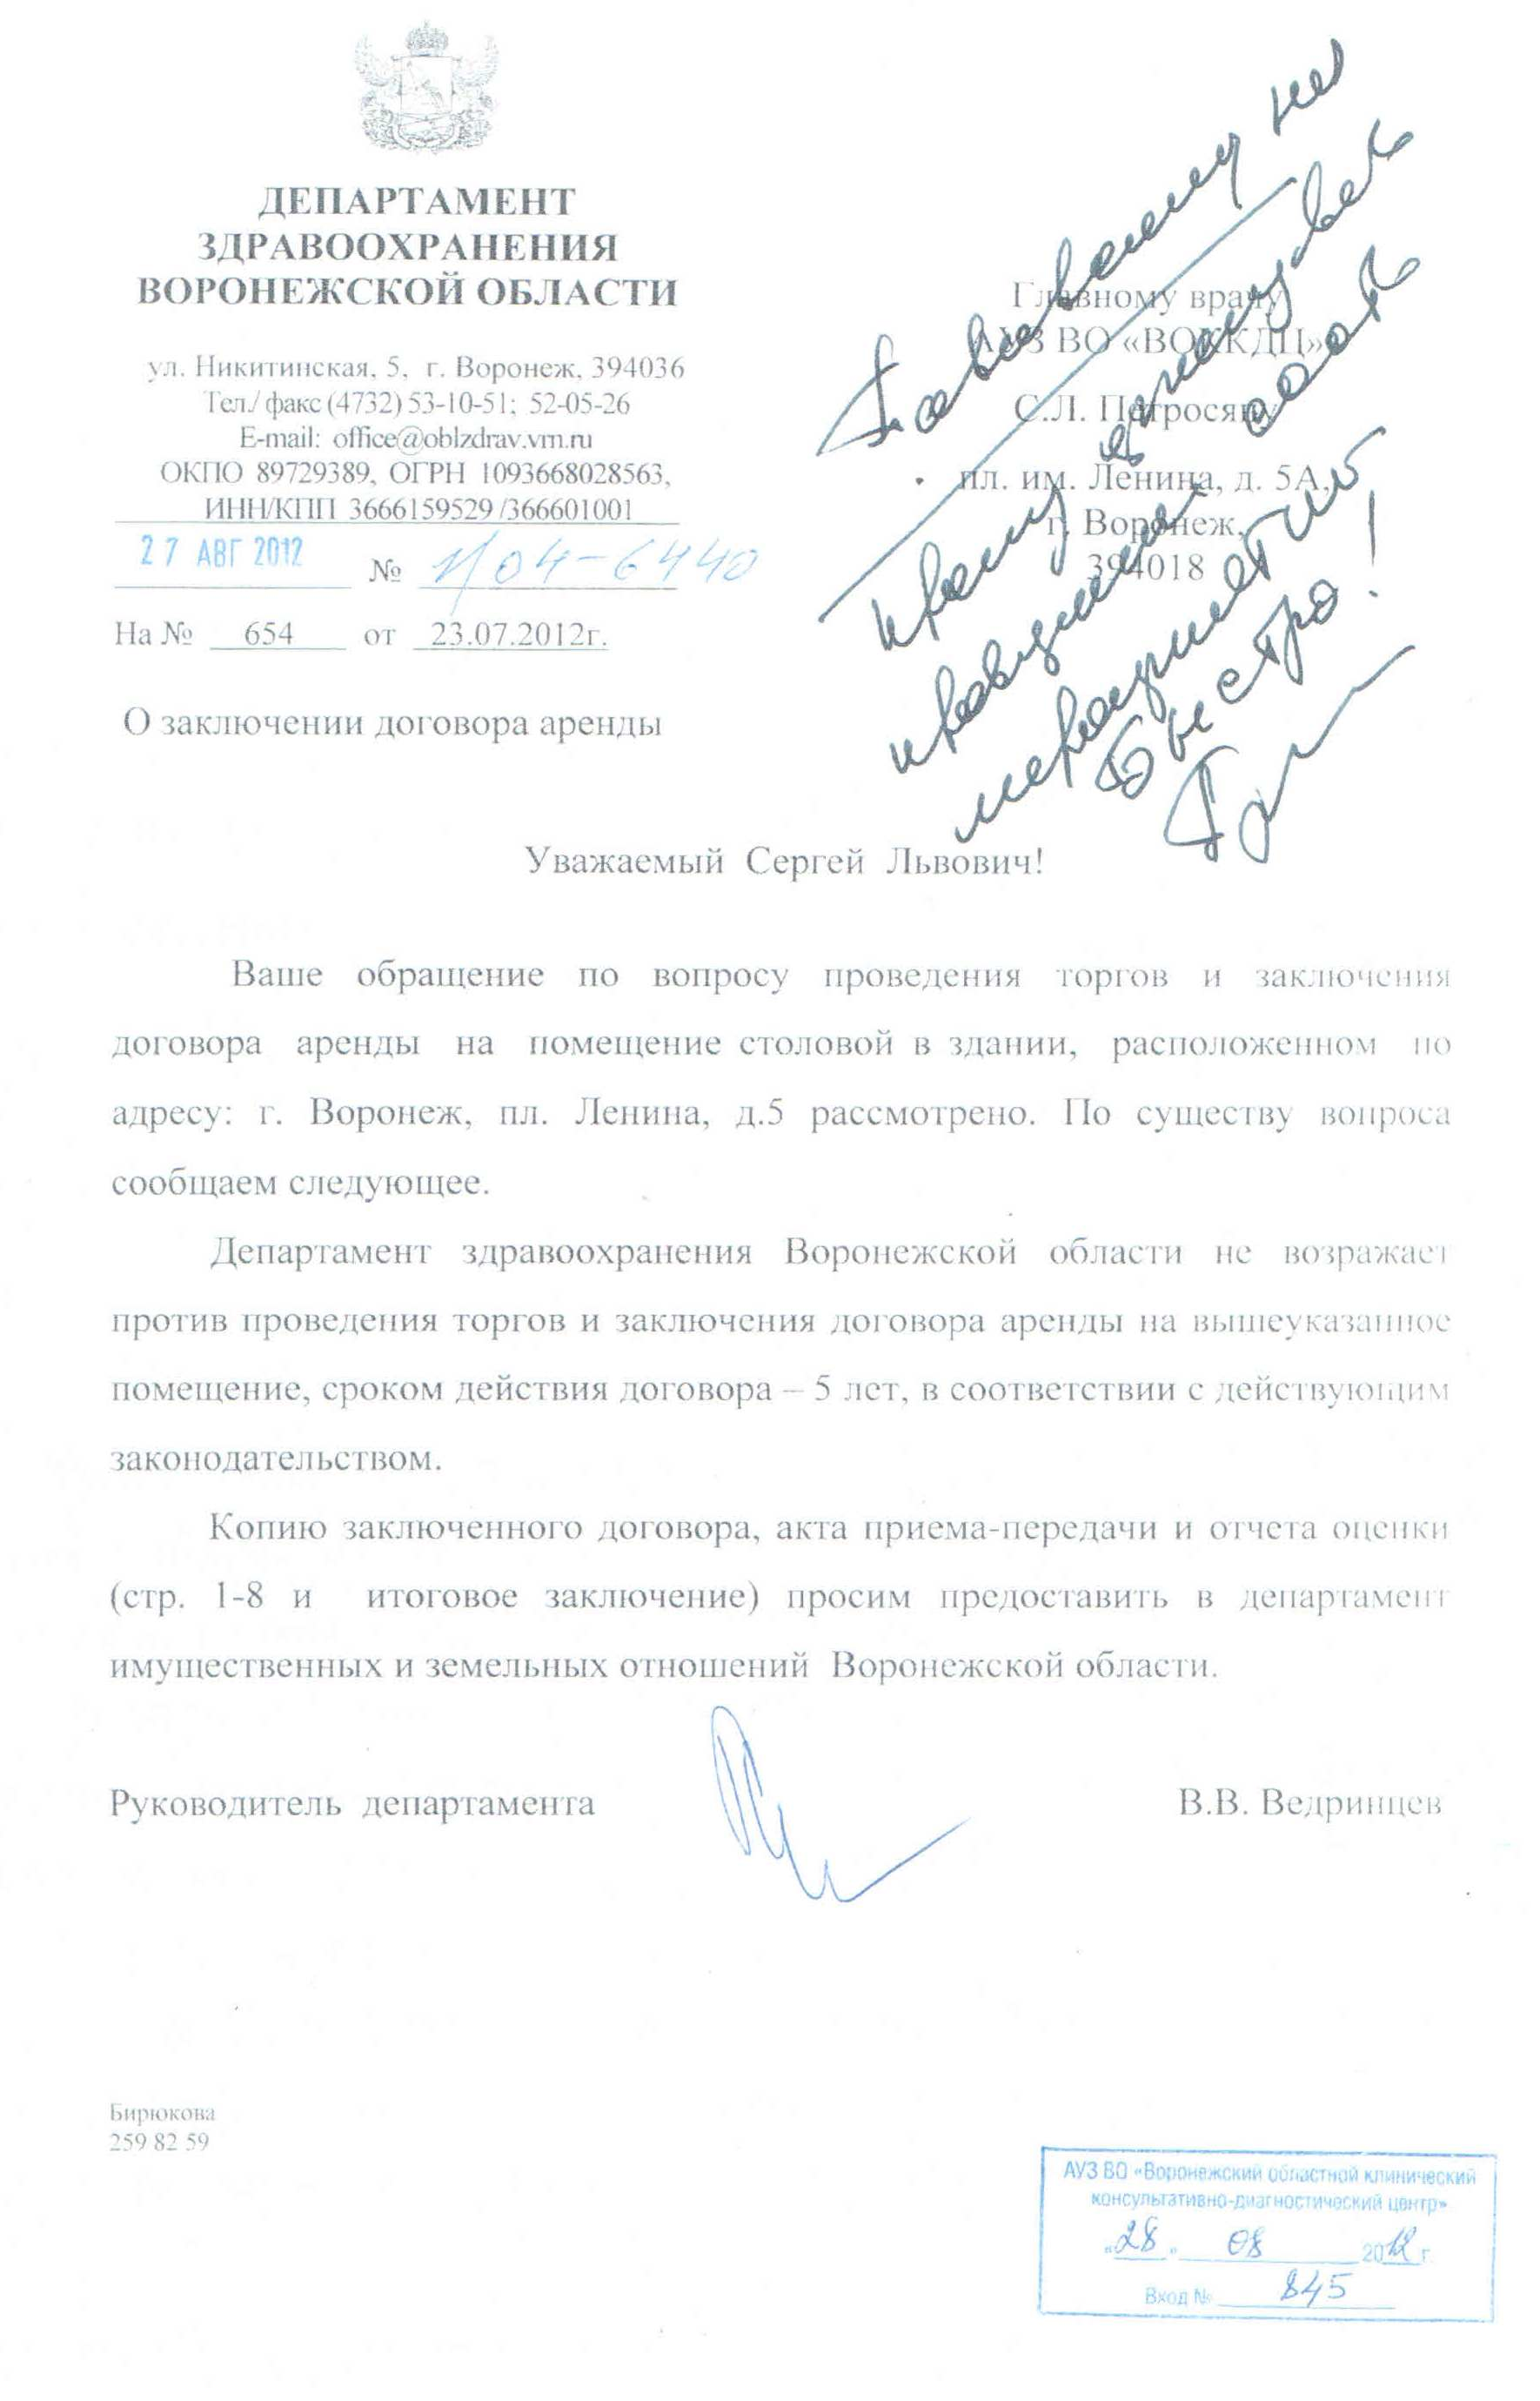 ДЕПАРТАМЕНТ
ЗДРАВООХРАНЕНИЯ
ВОРОНЕЖСКОЙ ОБЛАСТИ
ул. Никитинская, 5, г. Воронеж, 394036
Тел./ факс (4732) 53-10-51; 52-05-26
E-mail: office@oblzdrav.vrn.ru
ОКПО 89729389, ОГРН 1093668028563,
ИНН/КПП 3666159529 /366601001
27 АВГ 2012 № 1/04-6440
На № 654 от 23.07.2012г.
О заключении договора аренды
Главному врачу
АУЗ ВО «ВОККДЦ»
С.Л. Петросяну
пл. им. Ленина, д. 5А,
г. Воронеж,
394018
мероприятий
быстро!
Уважаемый Сергей Львович!
Ваше обращение по вопросу проведения торгов и заключения
договора аренды на помещение столовой в здании, расположенном по
адресу: г. Воронеж, пл. Ленина, д.5 рассмотрено. По существу вопроса
сообщаем следующее.
Департамент здравоохранения Воронежской области не возражает
против проведения торгов и заключения договора аренды на вышеуказанное
помещение, сроком действия договора – 5 лет, в соответствии с действующим
законодательством.
Копию заключенного договора, акта приема-передачи и отчета оценки
(стр. 1-8 и итоговое заключение) просим предоставить в департамент
имущественных и земельных отношений Воронежской области.
Руководитель департамента В.В. Ведринцев
Бирюкова
259 82 59
АУЗ ВО «Воронежский областной клинический
консультативно-диагностический центр»
«28» 08 2012 г.
Вход № 845